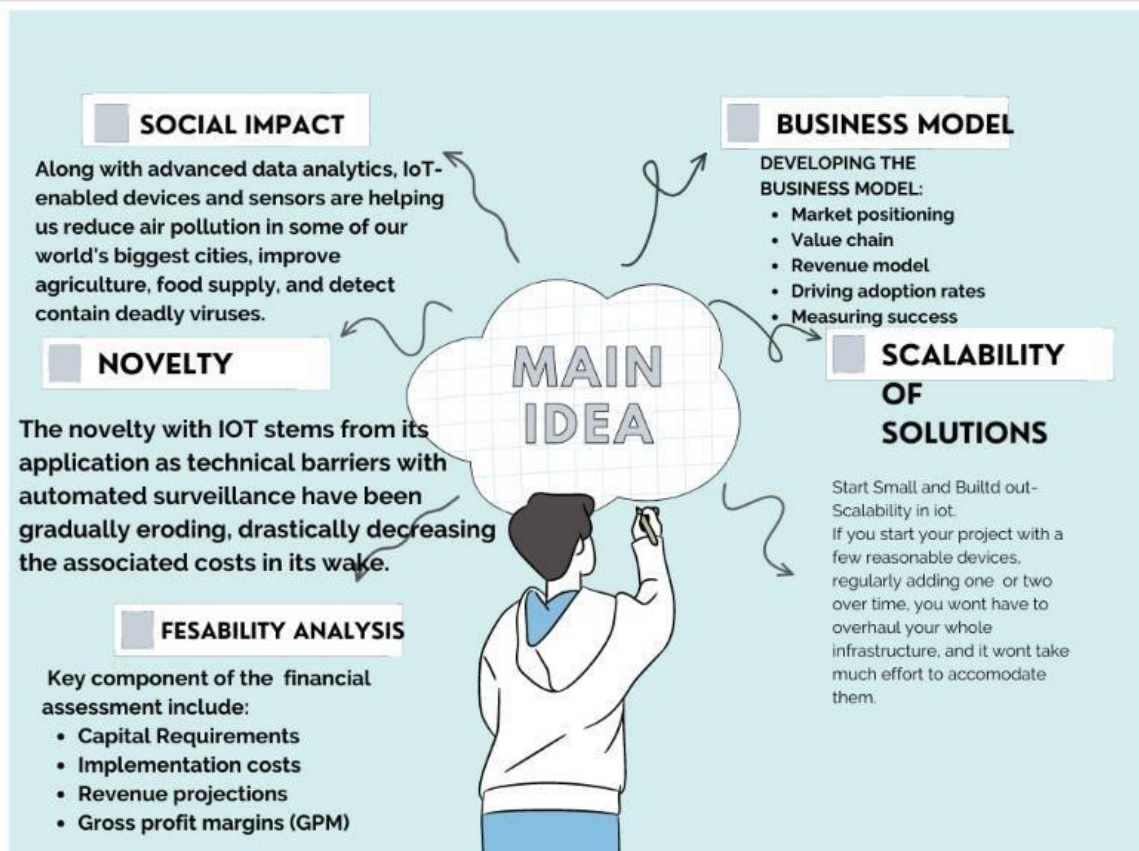 SOCIAL IMPACT
Along with advanced data analytics, IoT-
enabled devices and sensors are helping
us reduce air pollution in some of our
world's biggest cities, improve
agriculture, food supply, and detect
contain deadly viruses.
NOVELTY
The novelty with IOT stems from its
application as technical barriers with
automated surveillance have been
gradually eroding, drastically decreasing
the associated costs in its wake.
FESABILITY ANALYSIS
Key component of the financial
assessment include:
• Capital Requirements
• Implementation costs
• Revenue projections
• Gross profit margins (GPM)
MAIN
IDEA
BUSINESS MODEL
DEVELOPING THE
BUSINESS MODEL:
• Market positioning
• Value chain
• Revenue model
• Driving adoption rates
• Measuring success
SCALABILITY
OF
SOLUTIONS
Start Small and Builtd out-
Scalability in iot.
If you start your project with a
few reasonable devices,
regularly adding one or two
over time, you wont have to
overhaul your whole
infrastructure, and it wont take
much effort to accomodate
them.